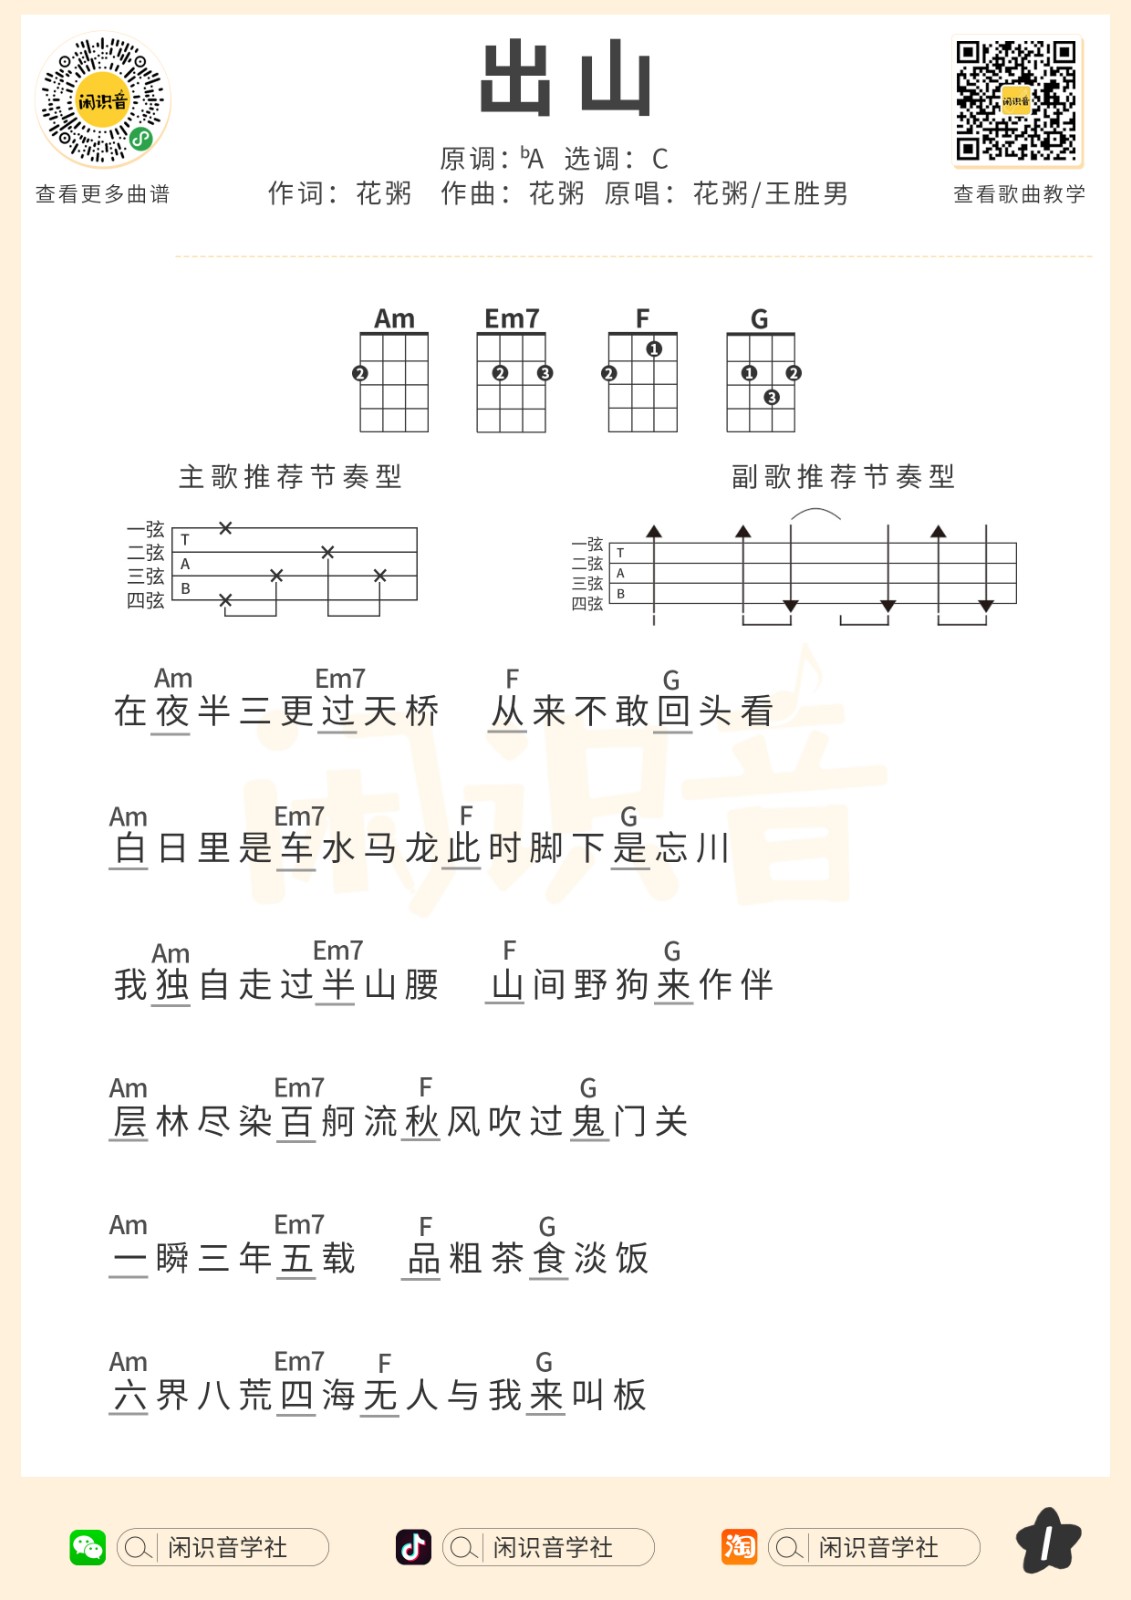 闲识音
查看更多曲谱
出山
原调：ᵇA 选调：C
作词：花粥 作曲：花粥 原唱：花粥/王胜男
闲识音
查看歌曲教学
Am Em7 F G
2 2 3 1 2 1 2 3
主歌推荐节奏型
一弦
二弦
三弦
四弦
T
A
B
副歌推荐节奏型
一弦
二弦
三弦
四弦
T
A
B
Am Em7 F G
在夜半三更过天桥 从来不敢回头看
Am Em7 F G
白日里是车水马龙此时脚下是忘川
Am Em7 F G
我独自走过半山腰 山间野狗来作伴
Am Em7 F G
层林尽染百舸流秋风吹过鬼门关
Am Em7 F G
一瞬三年五载 品粗茶食淡饭
Am Em7 F G
六界八荒四海无人与我来叫板
闲识音
闲识音学社
闲识音学社
淘 闲识音学社
1